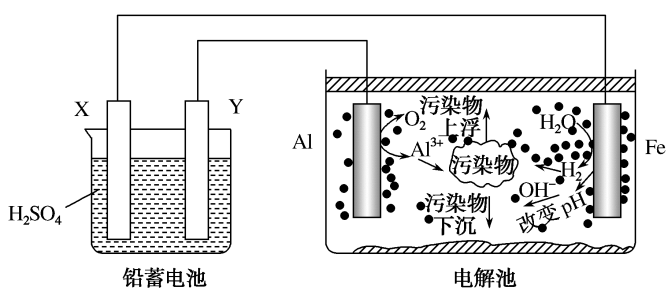 X
Y
H₂SO₄
铅蓄电池
Al
O₂
Al³⁺
污染物
上浮
污染物
污染物
下沉
H₂O
H₂
OH⁻
改变 pH
Fe
电解池